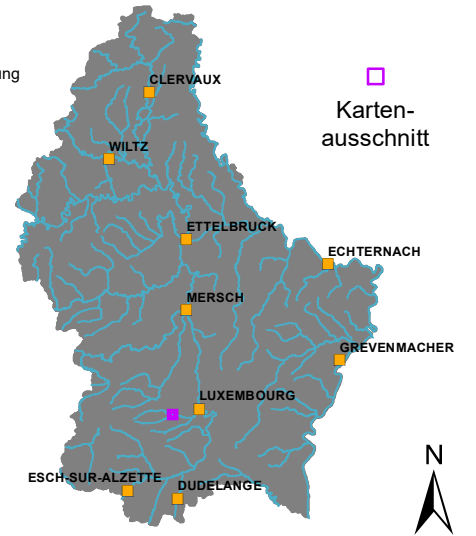 ung
CLERVAUX
Karten-
ausschnitt
WILTZ
ETTELBRUCK
ECHTERNACH
MERSCH
GREVENMACHER
LUXEMBOURG
ESCH-SUR-ALZETTE
DUDELANGE
N